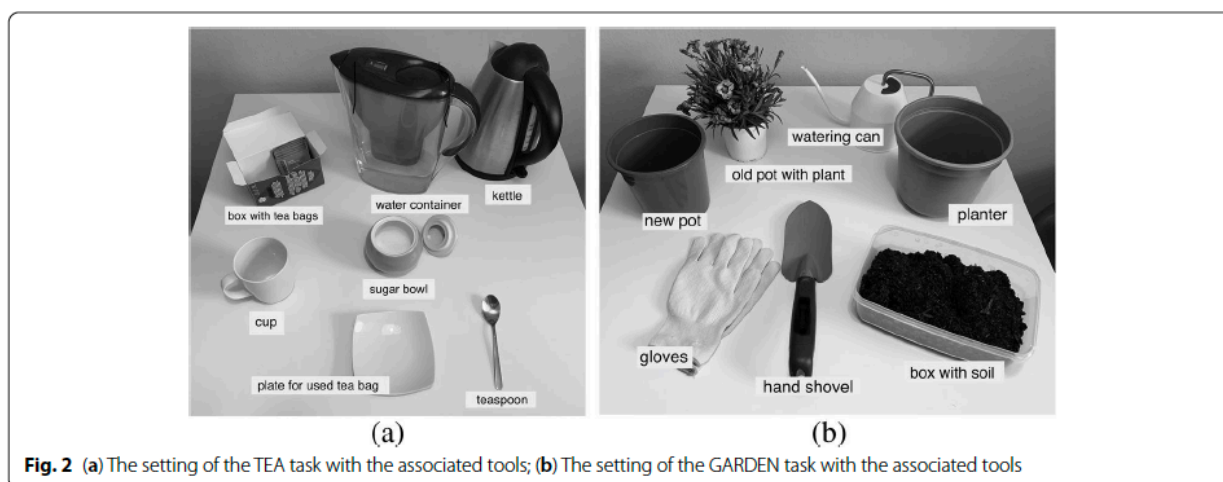 box with tea bags
water container
kettle
cup
sugar bowl
plate for used tea bag
teaspoon
(a)
watering can
old pot with plant
new pot
planter
gloves
hand shovel
box with soil
(b)
Fig. 2 (a) The setting of the TEA task with the associated tools; (b) The setting of the GARDEN task with the associated tools